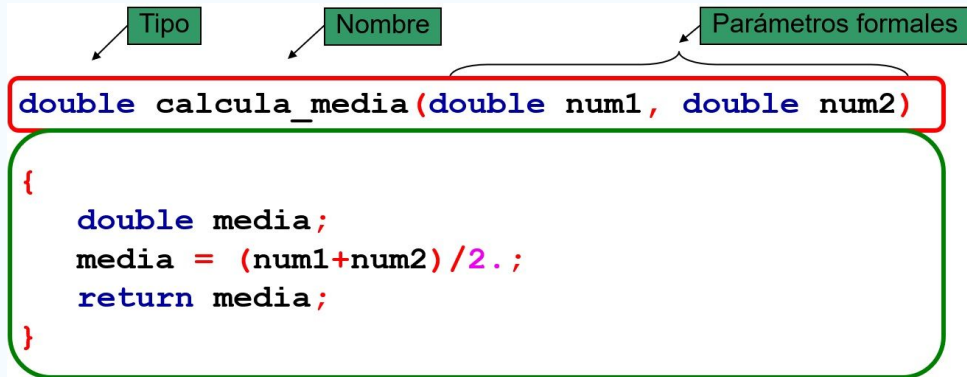 Tipo Nombre Parámetros formales
double calcula_media(double num1, double num2)
{
double media;
media = (num1+num2)/2.;
return media;
}